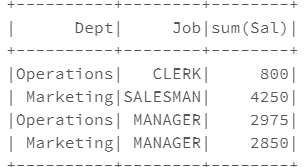 +----------+--------+--------+
|      Dept|     Job|sum(Sal)|
+----------+--------+--------+
|Operations|   CLERK|     800|
| Marketing|SALESMAN|    4250|
|Operations| MANAGER|    2975|
| Marketing| MANAGER|    2850|
+----------+--------+--------+